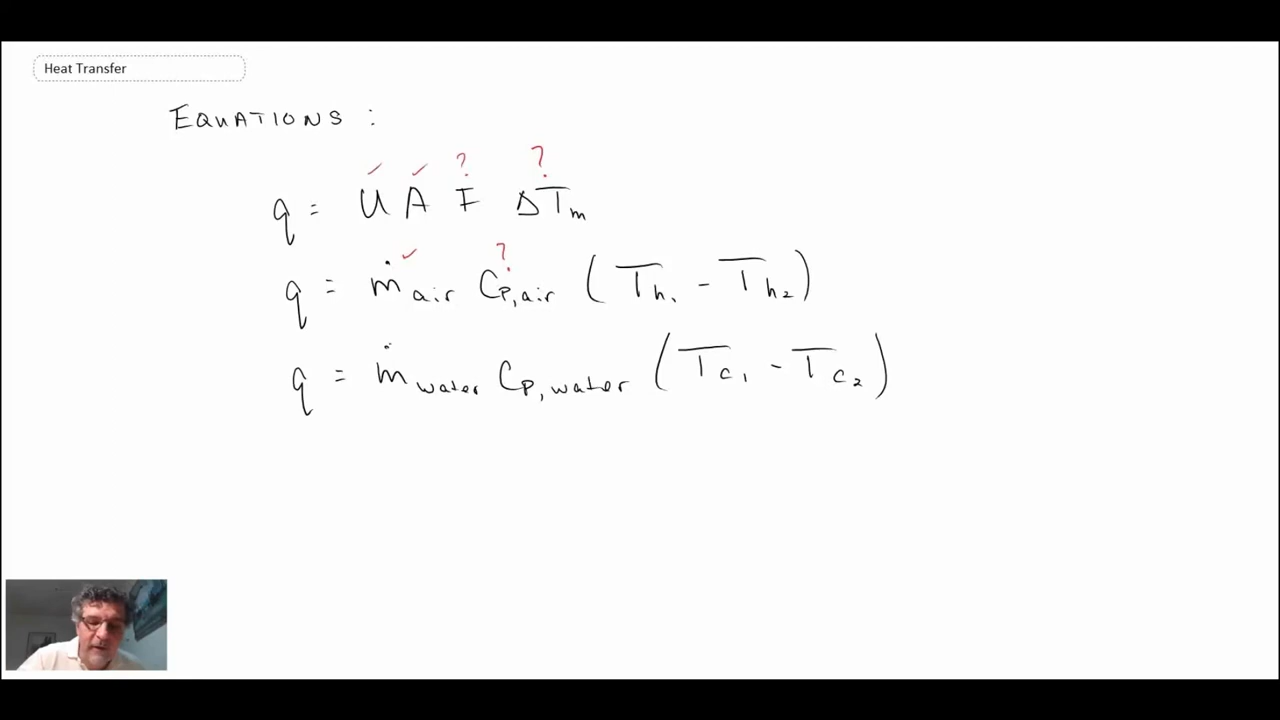 Heat Transfer
EQUATIONS :
✓ ✓ ? ?
q = U A F ΔTm
✓ ?
q = ṁair Cp,air (Th1 - Th2)
q = ṁwater Cp,water (Tc1 - Tc2)